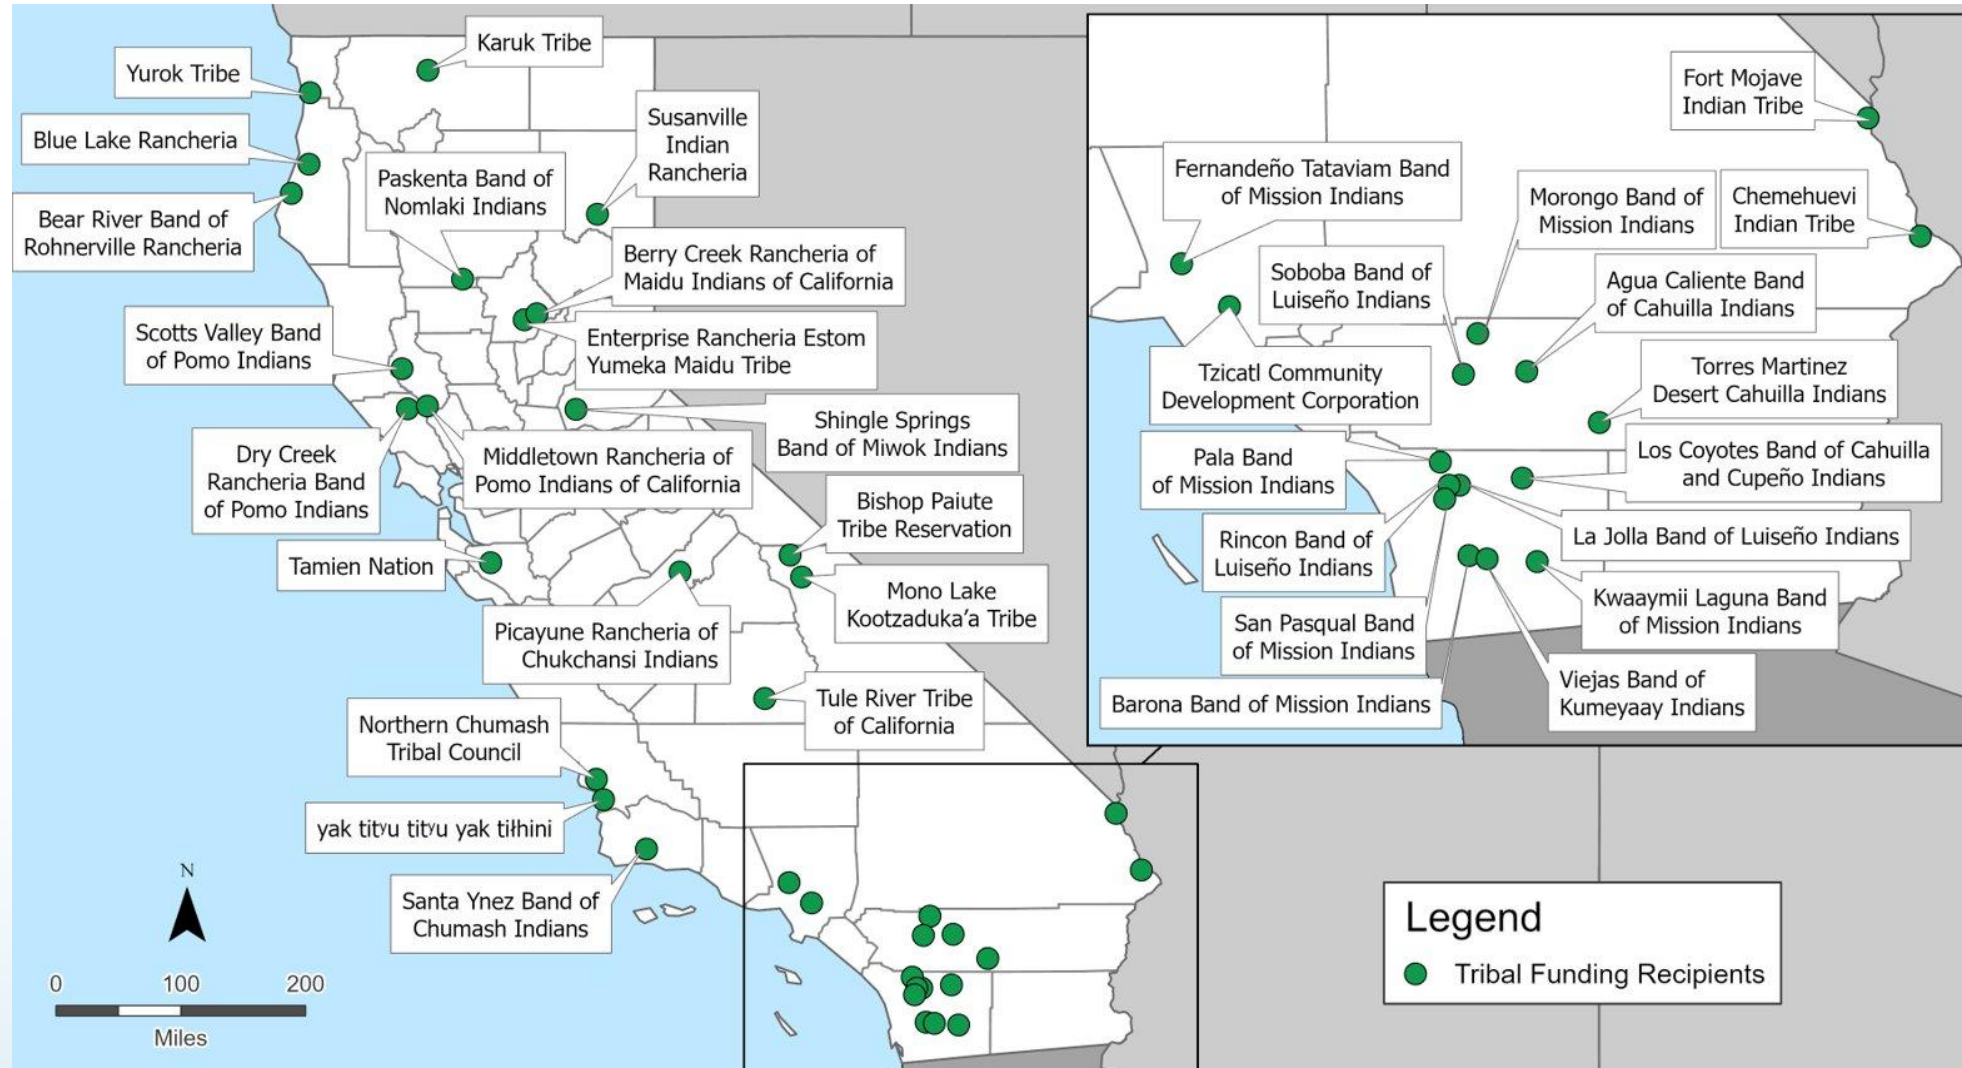 Karuk Tribe
Yurok Tribe
Blue Lake Rancheria
Bear River Band of
Rohnerville Rancheria
Paskenta Band of
Nomlaki Indians
Susanville
Indian
Rancheria
Berry Creek Rancheria of
Maidu Indians of California
Enterprise Rancheria Estom
Yumeka Maidu Tribe
Scotts Valley Band
of Pomo Indians
Shingle Springs
Band of Miwok Indians
Dry Creek
Rancheria Band
of Pomo Indians
Middletown Rancheria of
Pomo Indians of California
Bishop Paiute
Tribe Reservation
Tamien Nation
Mono Lake
Kootzaduka’a Tribe
Picayune Rancheria of
Chukchansi Indians
Tule River Tribe
of California
Northern Chumash
Tribal Council
yak titʸu titʸu yak tiłhini
Santa Ynez Band of
Chumash Indians
N
0 100 200
Miles
Fort Mojave
Indian Tribe
Fernandeño Tataviam Band
of Mission Indians
Morongo Band of
Mission Indians
Chemehuevi
Indian Tribe
Soboba Band of
Luiseño Indians
Agua Caliente Band
of Cahuilla Indians
Tzicatl Community
Development Corporation
Torres Martinez
Desert Cahuilla Indians
Pala Band
of Mission Indians
Los Coyotes Band of Cahuilla
and Cupeño Indians
Rincon Band of
Luiseño Indians
La Jolla Band of Luiseño Indians
San Pasqual Band
of Mission Indians
Kwaaymii Laguna Band
of Mission Indians
Barona Band of Mission Indians
Viejas Band of
Kumeyaay Indians
Legend
Tribal Funding Recipients